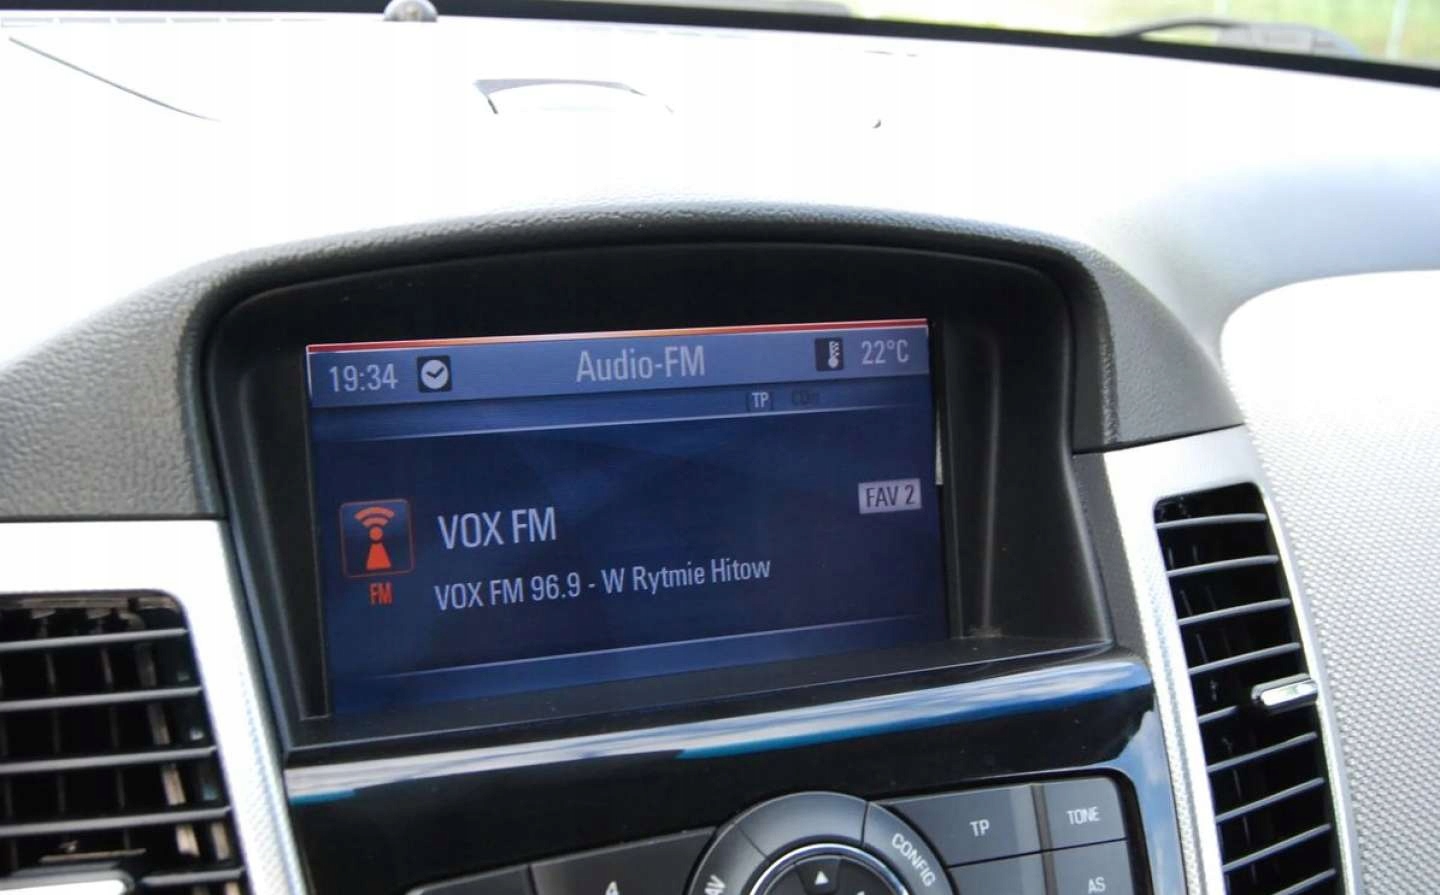 19:34 Audio-FM 22°C
TP
FAV 2
VOX FM
FM VOX FM 96.9 - W Rytmie Hitow
TP TONE
CONFIG
4 AS